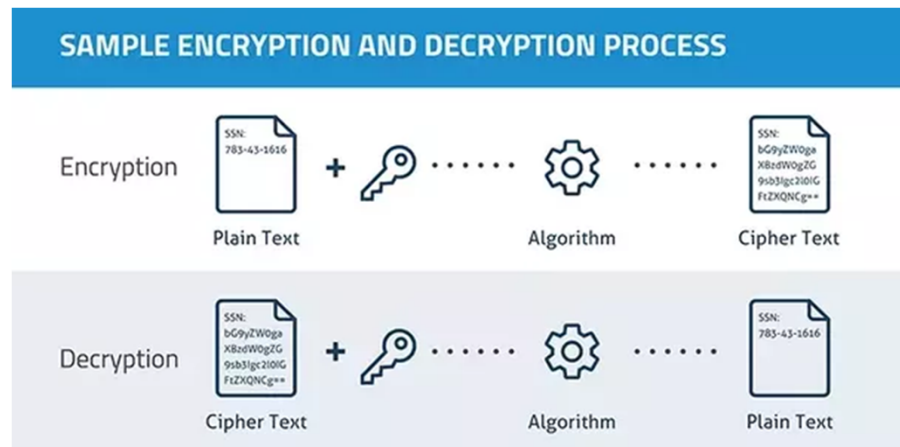 SAMPLE ENCRYPTION AND DECRYPTION PROCESS
Encryption
SSN:
783-43-1616
+
SSN:
bG9yZW0ga
XBzdW0gZG
9sb3Igc2l0IG
FtZXQNCg==
Plain Text
Algorithm
Cipher Text
Decryption
SSN:
bG9yZW0ga
XBzdW0gZG
9sb3Igc2l0IG
FtZXQNCg==
+
SSN:
783-43-1616
Cipher Text
Algorithm
Plain Text